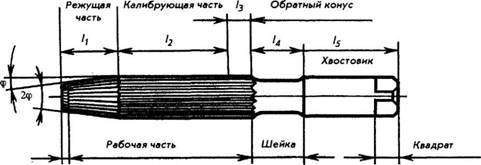 Режущая Калибрующая часть l3 Обратный конус
часть
l1 l2 l4 l5
Хвостовик
φ
2φ
Рабочая часть Шейка Квадрат